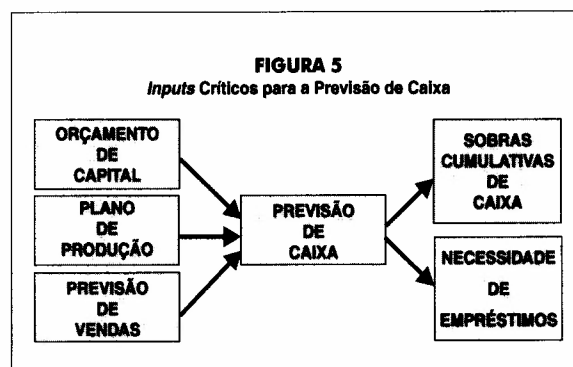 FIGURA 5
Inputs Críticos para a Previsão de Caixa
ORÇAMENTO
DE
CAPITAL
PLANO
DE
PRODUÇÃO
PREVISÃO
DE
VENDAS
PREVISÃO
DE
CAIXA
SOBRAS
CUMULATIVAS
DE
CAIXA
NECESSIDADE
DE
EMPRÉSTIMOS